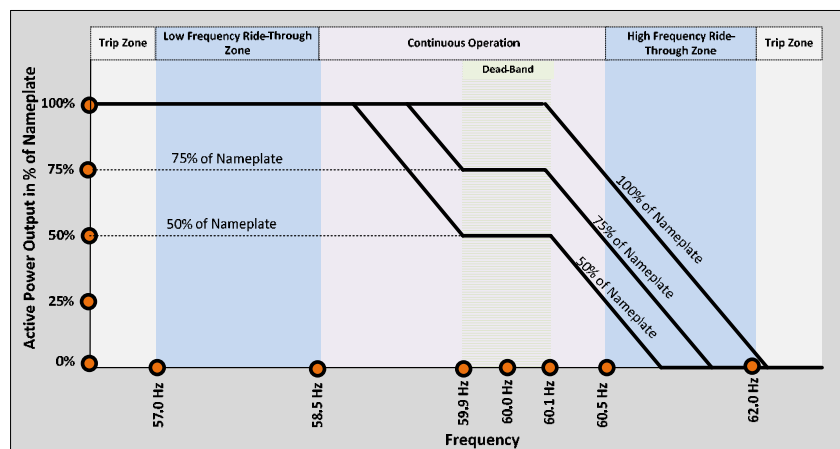 Trip Zone
Low Frequency Ride-Through
Zone
Continuous Operation
High Frequency Ride-
Through Zone
Trip Zone
Dead-Band
Active Power Output in % of Nameplate
100%
75%
50%
25%
0%
75% of Nameplate
50% of Nameplate
100% of Nameplate
75% of Nameplate
50% of Nameplate
57.0 Hz
58.5 Hz
59.9 Hz
60.0 Hz
60.1 Hz
60.5 Hz
62.0 Hz
Frequency